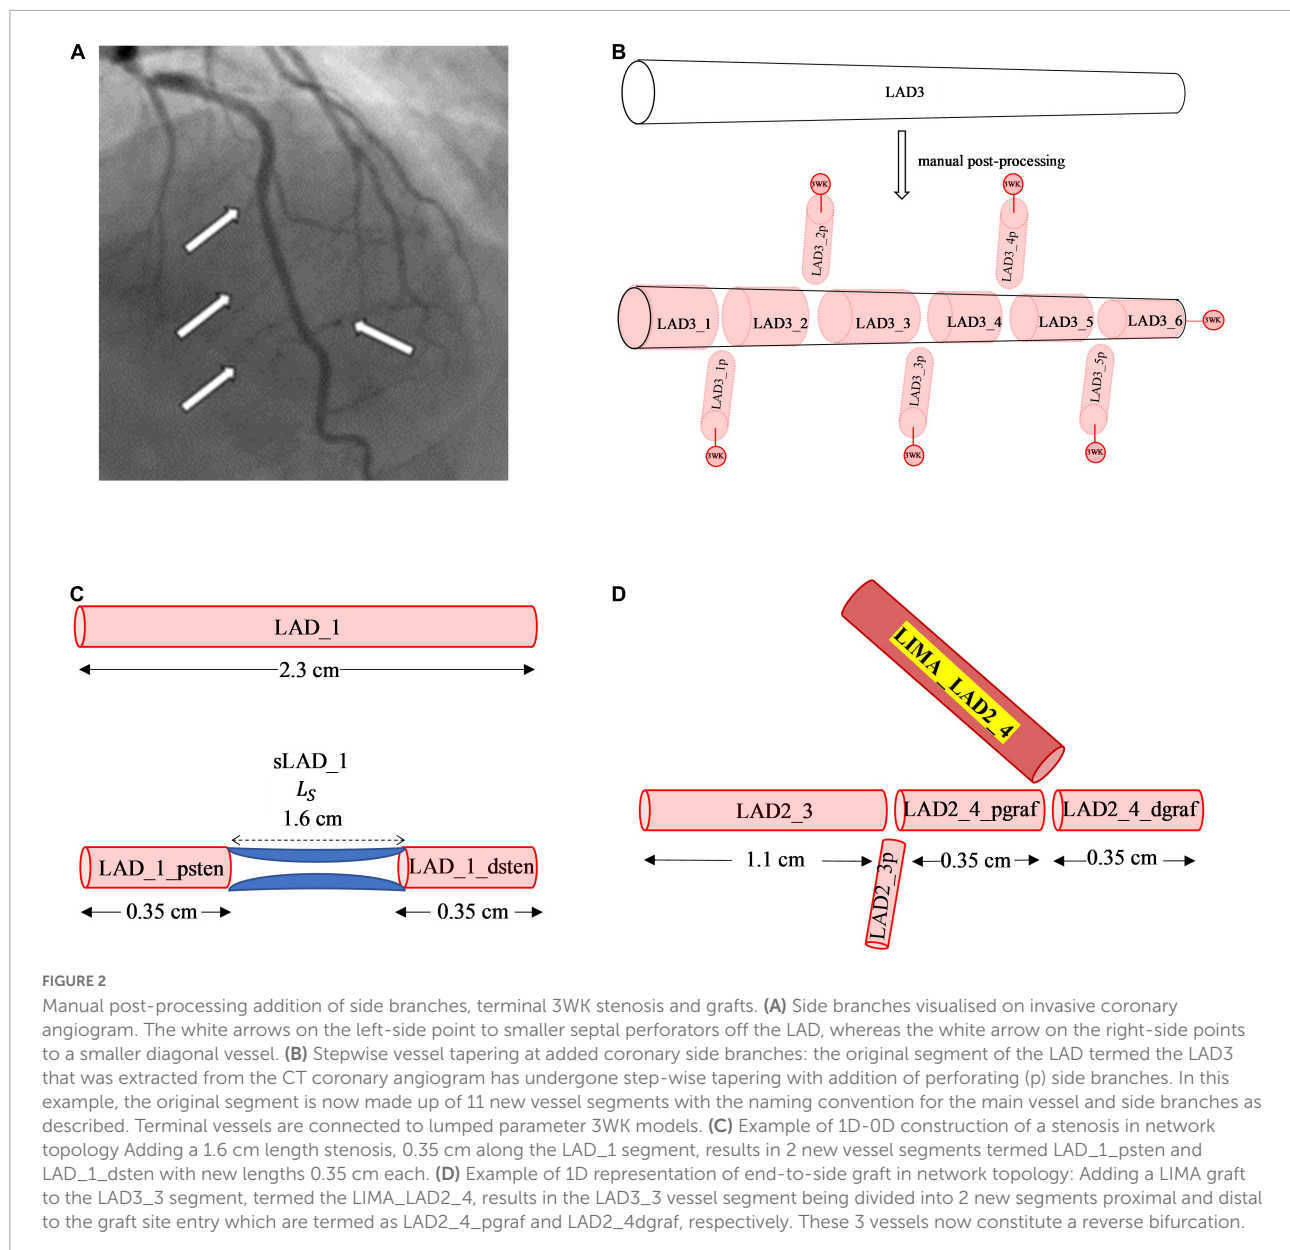 A
B
LAD3
manual post-processing
3WK
3WK
LAD3_2p
LAD3_4p
LAD3_1
LAD3_2
LAD3_3
LAD3_4
LAD3_5
LAD3_6
3WK
LAD3_1p
LAD3_3p
LAD3_5p
3WK
3WK
3WK
C
LAD_1
2.3 cm
sLAD_1
LS
1.6 cm
LAD_1_psten
LAD_1_dsten
0.35 cm
0.35 cm
D
LIMA_LAD2_4
LAD2_3
LAD2_4_pgraf
LAD2_4_dgraf
1.1 cm
0.35 cm
0.35 cm
LAD2_3p
FIGURE 2
Manual post-processing addition of side branches, terminal 3WK stenosis and grafts. (A) Side branches visualised on invasive coronary
angiogram. The white arrows on the left-side point to smaller septal perforators off the LAD, whereas the white arrow on the right-side points
to a smaller diagonal vessel. (B) Stepwise vessel tapering at added coronary side branches: the original segment of the LAD termed the LAD3
that was extracted from the CT coronary angiogram has undergone step-wise tapering with addition of perforating (p) side branches. In this
example, the original segment is now made up of 11 new vessel segments with the naming convention for the main vessel and side branches as
described. Terminal vessels are connected to lumped parameter 3WK models. (C) Example of 1D-0D construction of a stenosis in network
topology Adding a 1.6 cm length stenosis, 0.35 cm along the LAD_1 segment, results in 2 new vessel segments termed LAD_1_psten and
LAD_1_dsten with new lengths 0.35 cm each. (D) Example of 1D representation of end-to-side graft in network topology: Adding a LIMA graft
to the LAD3_3 segment, termed the LIMA_LAD2_4, results in the LAD3_3 vessel segment being divided into 2 new segments proximal and distal
to the graft site entry which are termed as LAD2_4_pgraf and LAD2_4dgraf, respectively. These 3 vessels now constitute a reverse bifurcation.